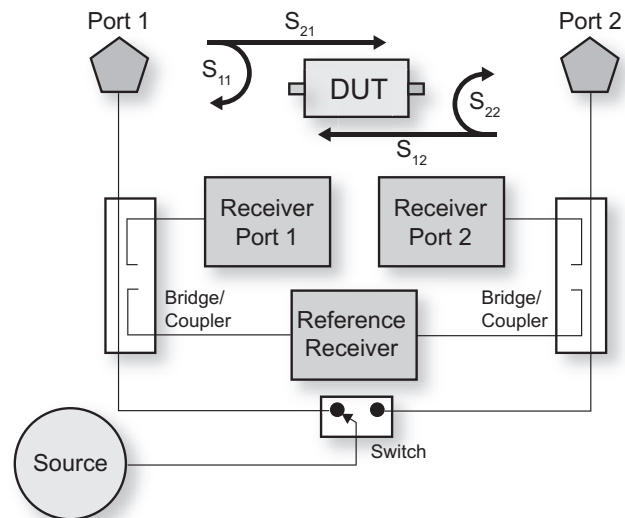 Port 1
Port 2
S21
S11
DUT
S22
S12
Receiver
Port 1
Receiver
Port 2
Bridge/
Coupler
Reference
Receiver
Bridge/
Coupler
Switch
Source